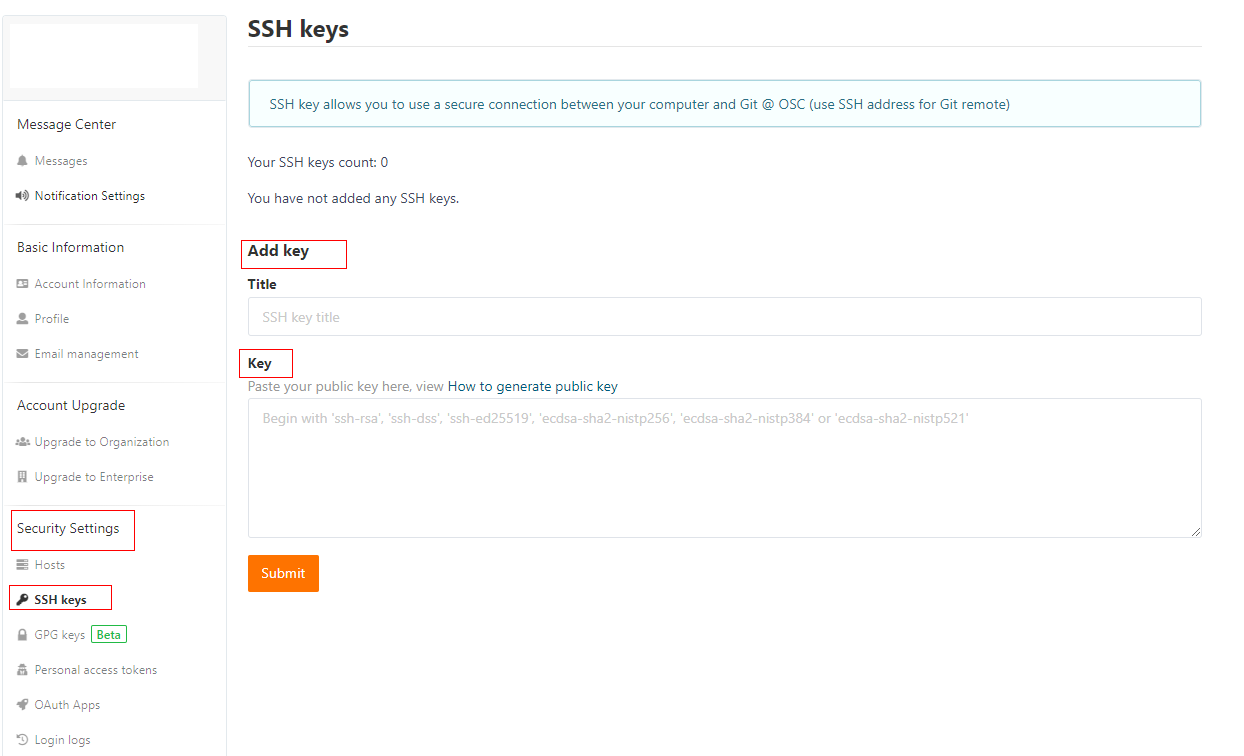 SSH keys
SSH key allows you to use a secure connection between your computer and Git @ OSC (use SSH address for Git remote)
Message Center
Messages
Notification Settings
Basic Information
Account Information
Profile
Email management
Account Upgrade
Upgrade to Organization
Upgrade to Enterprise
Security Settings
Hosts
SSH keys
GPG keys Beta
Personal access tokens
OAuth Apps
Login logs
Your SSH keys count: 0
You have not added any SSH keys.
Add key
Title
SSH key title
Key
Paste your public key here, view How to generate public key
Begin with 'ssh-rsa', 'ssh-dss', 'ssh-ed25519', 'ecdsa-sha2-nistp256', 'ecdsa-sha2-nistp384' or 'ecdsa-sha2-nistp521'
Submit